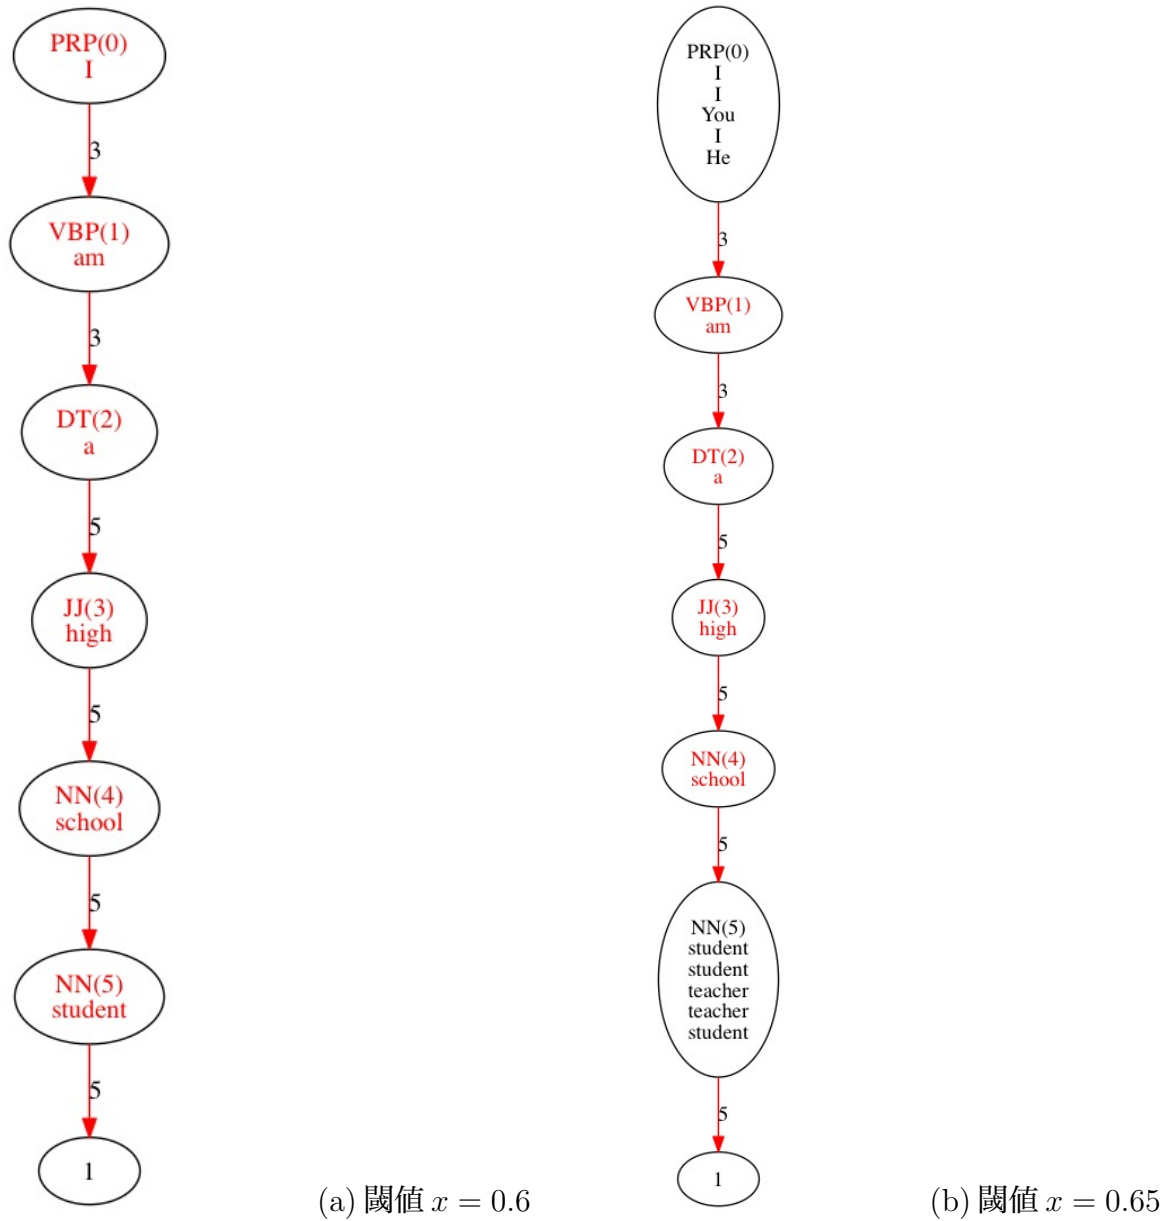 PRP(0)
I
3
VBP(1)
am
3
DT(2)
a
5
JJ(3)
high
5
NN(4)
school
5
NN(5)
student
5
1
(a) 閾値 x = 0.6
PRP(0)
I
I
You
I
He
3
VBP(1)
am
3
DT(2)
a
5
JJ(3)
high
5
NN(4)
school
5
NN(5)
student
student
teacher
teacher
student
5
1
(b) 閾値 x = 0.65